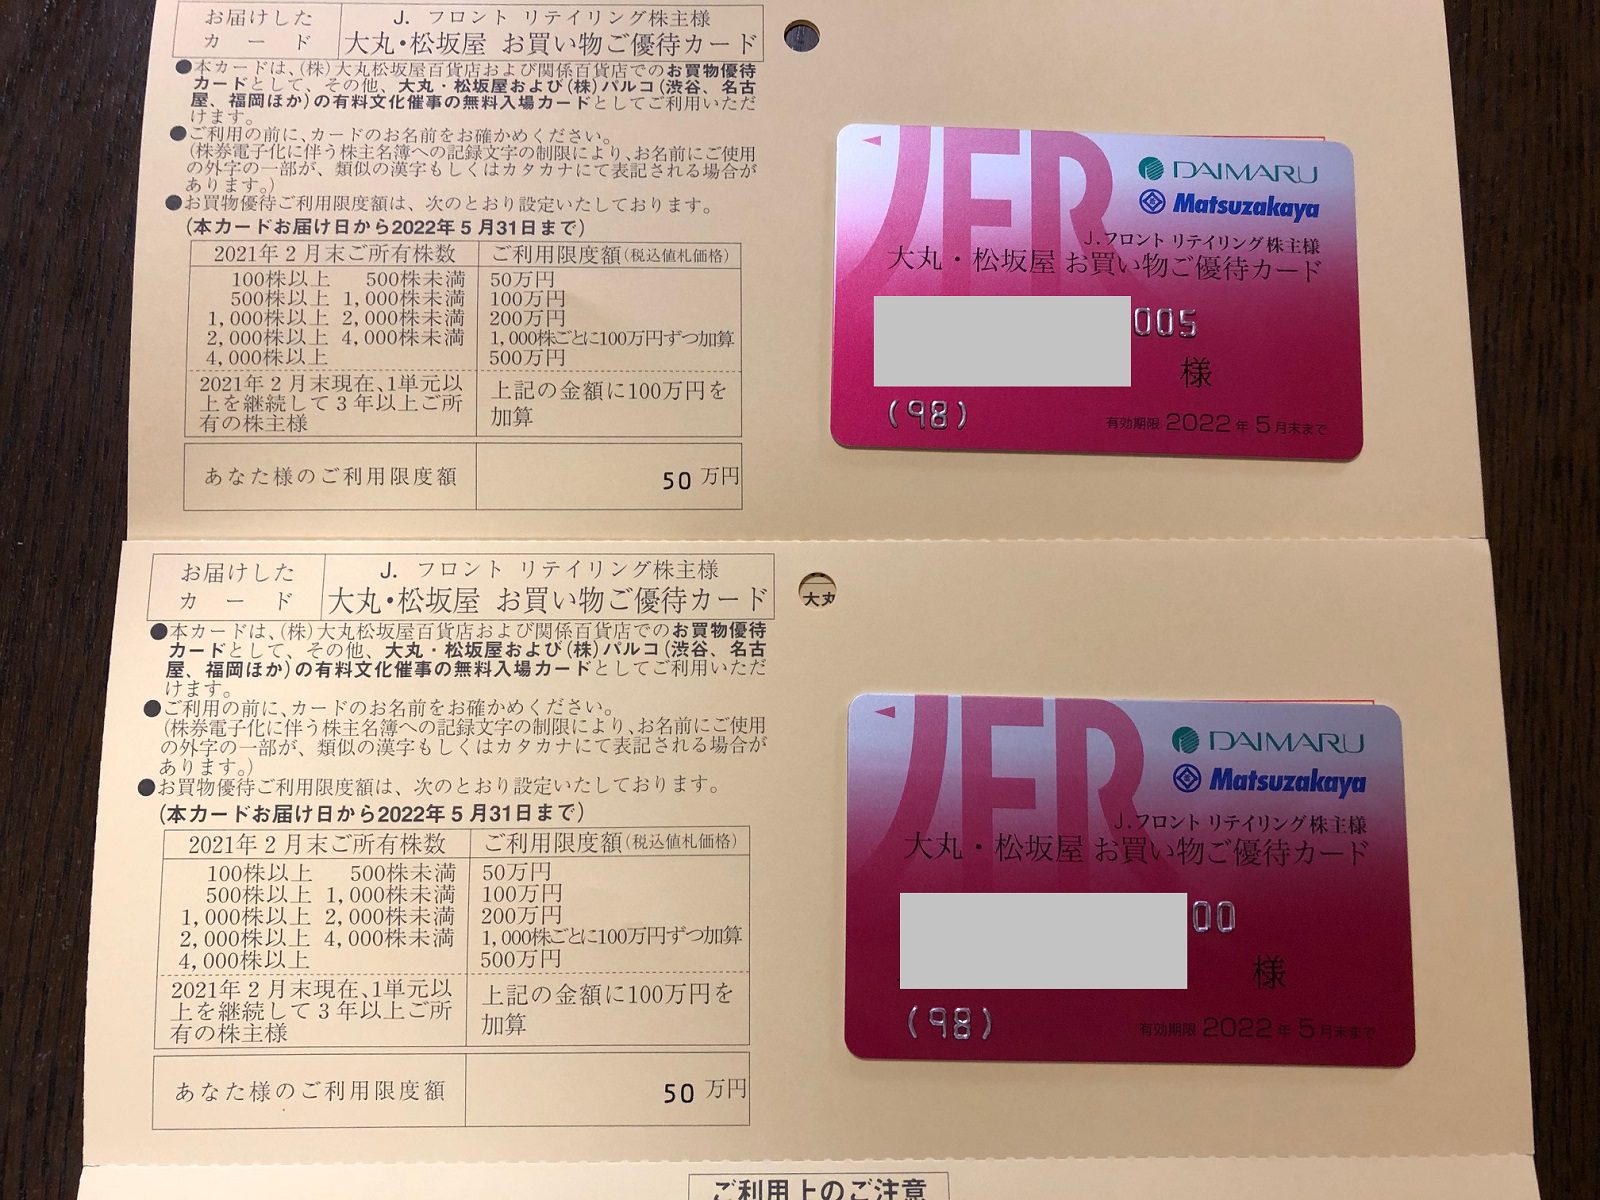 お届けした
カード
J. フロント リテイリング株主様
大丸・松坂屋 お買い物ご優待カード
●本カードは、(株)大丸松坂屋百貨店および関係百貨店でのお買物優待
カードとして、その他、大丸・松坂屋および(株)パルコ(渋谷、名古
屋、福岡ほか)の有料文化催事の無料入場カードとしてご利用いただ
けます。
●ご利用の前に、カードのお名前をお確かめください。
(株券電子化に伴う株主名簿への記録文字の制限により、お名前にご使用
の外字の一部が、類似の漢字もしくはカタカナにて表記される場合が
あります。)
●お買物優待ご利用限度額は、次のとおり設定いたしております。
(本カードお届け日から2022年5月31日まで)
2021年2月末ご所有株数 ご利用限度額(税込値札価格)
100株以上 500株未満 50万円
500株以上 1,000株未満 100万円
1,000株以上 2,000株未満 200万円
2,000株以上 4,000株未満 1,000株ごとに100万円ずつ加算
4,000株以上 500万円
2021年2月末現在、1単元以
上を継続して3年以上ご所
有の株主様
上記の金額に100万円を
加算
あなた様のご利用限度額 50万円
JFR
DAIMARU
Matsuzakaya
J.フロント リテイリング株主様
大丸・松坂屋 お買い物ご優待カード
005
様
(98)
有効期限 2022年5月末まで
お届けした
カード
J. フロント リテイリング株主様
大丸・松坂屋 お買い物ご優待カード
大丸
●本カードは、(株)大丸松坂屋百貨店および関係百貨店でのお買物優待
カードとして、その他、大丸・松坂屋および(株)パルコ(渋谷、名古
屋、福岡ほか)の有料文化催事の無料入場カードとしてご利用いただ
けます。
●ご利用の前に、カードのお名前をお確かめください。
(株券電子化に伴う株主名簿への記録文字の制限により、お名前にご使用
の外字の一部が、類似の漢字もしくはカタカナにて表記される場合が
あります。)
●お買物優待ご利用限度額は、次のとおり設定いたしております。
(本カードお届け日から2022年5月31日まで)
2021年2月末ご所有株数 ご利用限度額(税込値札価格)
100株以上 500株未満 50万円
500株以上 1,000株未満 100万円
1,000株以上 2,000株未満 200万円
2,000株以上 4,000株未満 1,000株ごとに100万円ずつ加算
4,000株以上 500万円
2021年2月末現在、1単元以
上を継続して3年以上ご所
有の株主様
上記の金額に100万円を
加算
あなた様のご利用限度額 50万円
JFR
DAIMARU
Matsuzakaya
J.フロント リテイリング株主様
大丸・松坂屋 お買い物ご優待カード
00
様
(98)
有効期限 2022年5月末まで
ご利用上のご注意